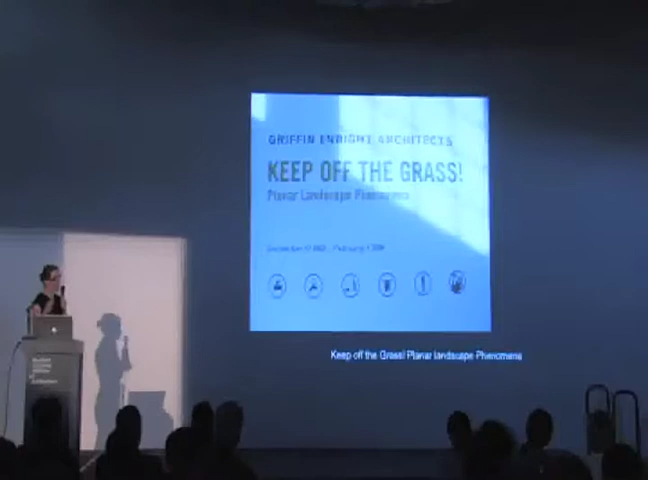 GRIFFIN ENRIGHT ARCHITECTS
KEEP OFF THE GRASS!
Planar Landscape Phenomena
Keep off the Grass! Planar landscape Phenomena